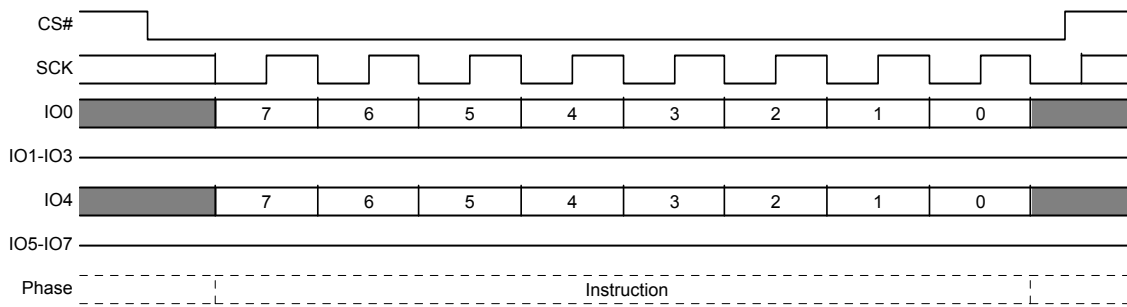 CS#
SCK
IO0 7 6 5 4 3 2 1 0
IO1-IO3
IO4 7 6 5 4 3 2 1 0
IO5-IO7
Phase Instruction